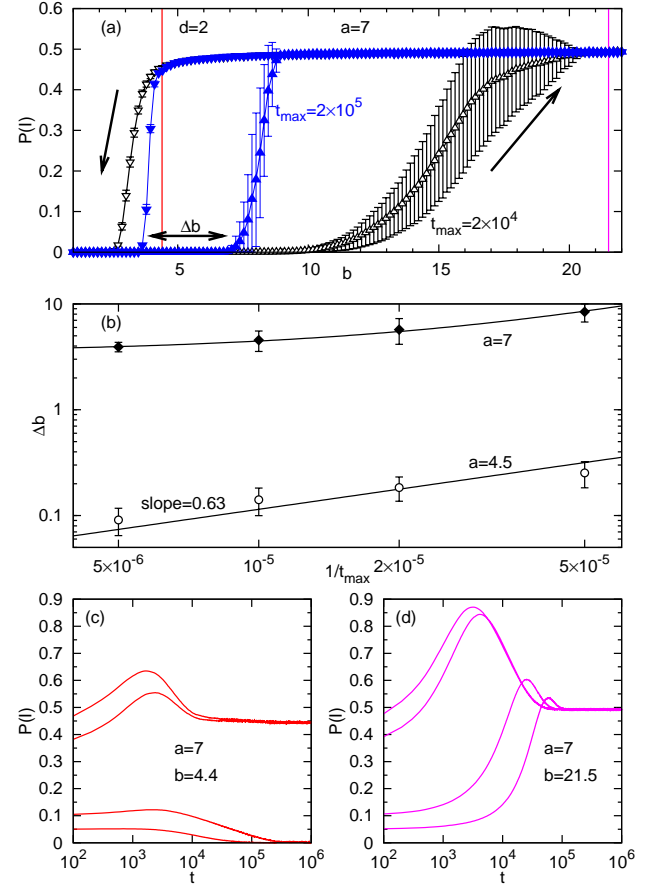 0.6
(a)
d=2
a=7
0.5
0.4
t_max=2×10^5
0.3
P(I)
0.2
Δb
0.1
t_max=2×10^4
0
5
10
b
15
20
10
(b)
a=7
1
Δb
a=4.5
slope=0.63
0.1
5×10^-6
10^-5
1/t_max
2×10^-5
5×10^-5
0.9
(c)
0.8
0.7
0.6
0.5
P(I)
0.4
0.3
a=7
0.2
b=4.4
0.1
0
10^2
10^3
10^4
10^5
10^6
t
0.9
(d)
0.8
0.7
0.6
0.5
P(I)
0.4
0.3
a=7
0.2
b=21.5
0.1
0
10^2
10^3
10^4
10^5
10^6
t